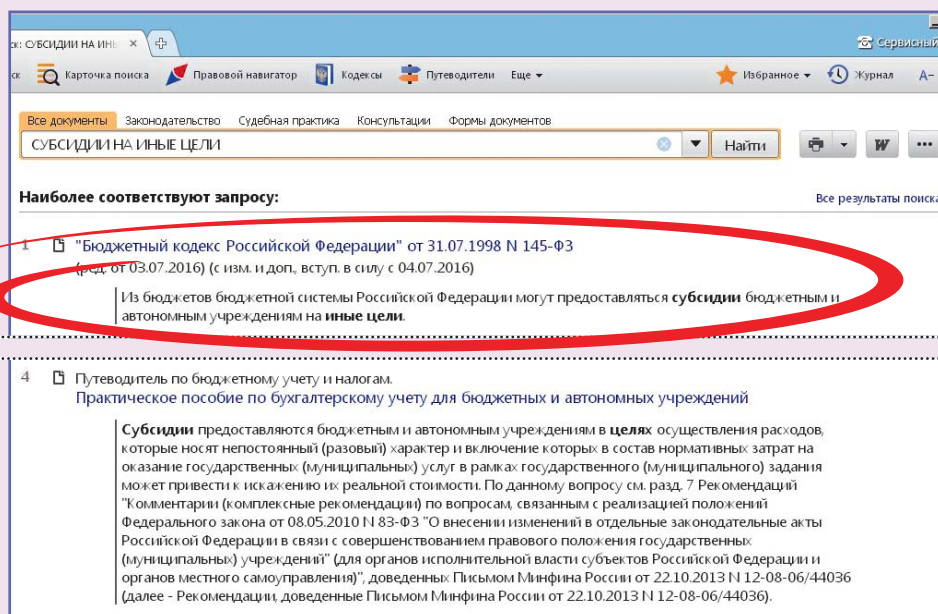 СУБСИДИИ НА ИНЫ
Сервисный
Карточка поиска Правовой навигатор Кодексы Путеводители Еще Избранное Журнал A−
Все документы Законодательство Судебная практика Консультации Формы документов
СУБСИДИИ НА ИНЫЕ ЦЕЛИ Найти W ...
Наиболее соответствуют запросу: Все результаты поиска
1 "Бюджетный кодекс Российской Федерации" от 31.07.1998 N 145-ФЗ
(ред. от 03.07.2016) (с изм. и доп., вступ. в силу с 04.07.2016)
Из бюджетов бюджетной системы Российской Федерации могут предоставляться субсидии бюджетным и
автономным учреждениям на иные цели.
4 Путеводитель по бюджетному учету и налогам.
Практическое пособие по бухгалтерскому учету для бюджетных и автономных учреждений
Субсидии предоставляются бюджетным и автономным учреждениям в целях осуществления расходов,
которые носят непостоянный (разовый) характер и включение которых в состав нормативных затрат на
оказание государственных (муниципальных) услуг в рамках государственного (муниципального) задания
может привести к искажению их реальной стоимости. По данному вопросу см. разд. 7 Рекомендаций
"Комментарии (комплексные рекомендации) по вопросам, связанным с реализацией положений
Федерального закона от 08.05.2010 N 83-ФЗ "О внесении изменений в отдельные законодательные акты
Российской Федерации в связи с совершенствованием правового положения государственных
(муниципальных) учреждений" (для органов исполнительной власти субъектов Российской Федерации и
органов местного самоуправления)", доведенных Письмом Минфина России от 22.10.2013 N 12-08-06/44036
(далее - Рекомендации, доведенные Письмом Минфина России от 22.10.2013 N 12-08-06/44036).